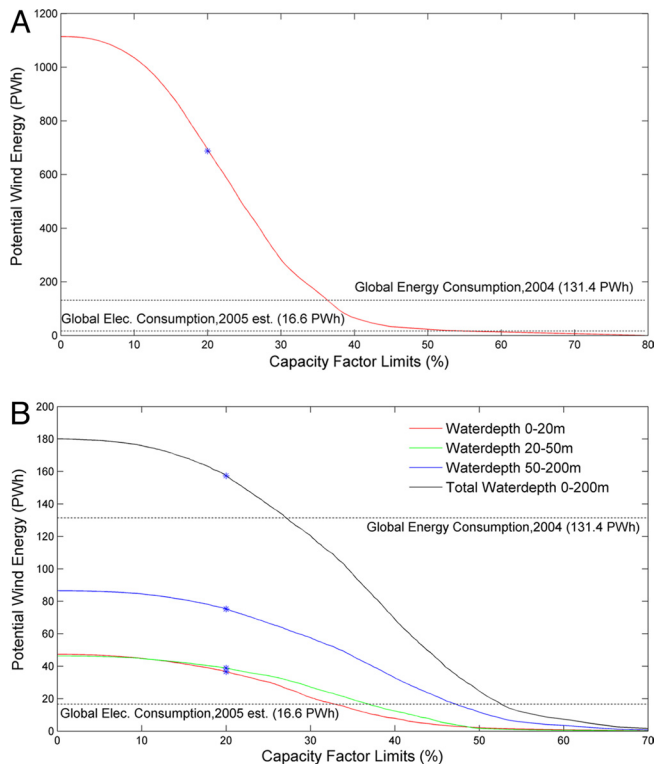 A
Potential Wind Energy (PWh)
1200
1000
800
600
400
200
0
Global Energy Consumption,2004 (131.4 PWh)
Global Elec. Consumption,2005 est. (16.6 PWh)
0 10 20 30 40 50 60 70 80
Capacity Factor Limits (%)
B
Potential Wind Energy (PWh)
200
180
160
140
120
100
80
60
40
20
0
Waterdepth 0-20m
Waterdepth 20-50m
Waterdepth 50-200m
Total Waterdepth 0-200m
Global Energy Consumption,2004 (131.4 PWh)
Global Elec. Consumption,2005 est. (16.6 PWh)
0 10 20 30 40 50 60 70
Capacity Factor Limits (%)